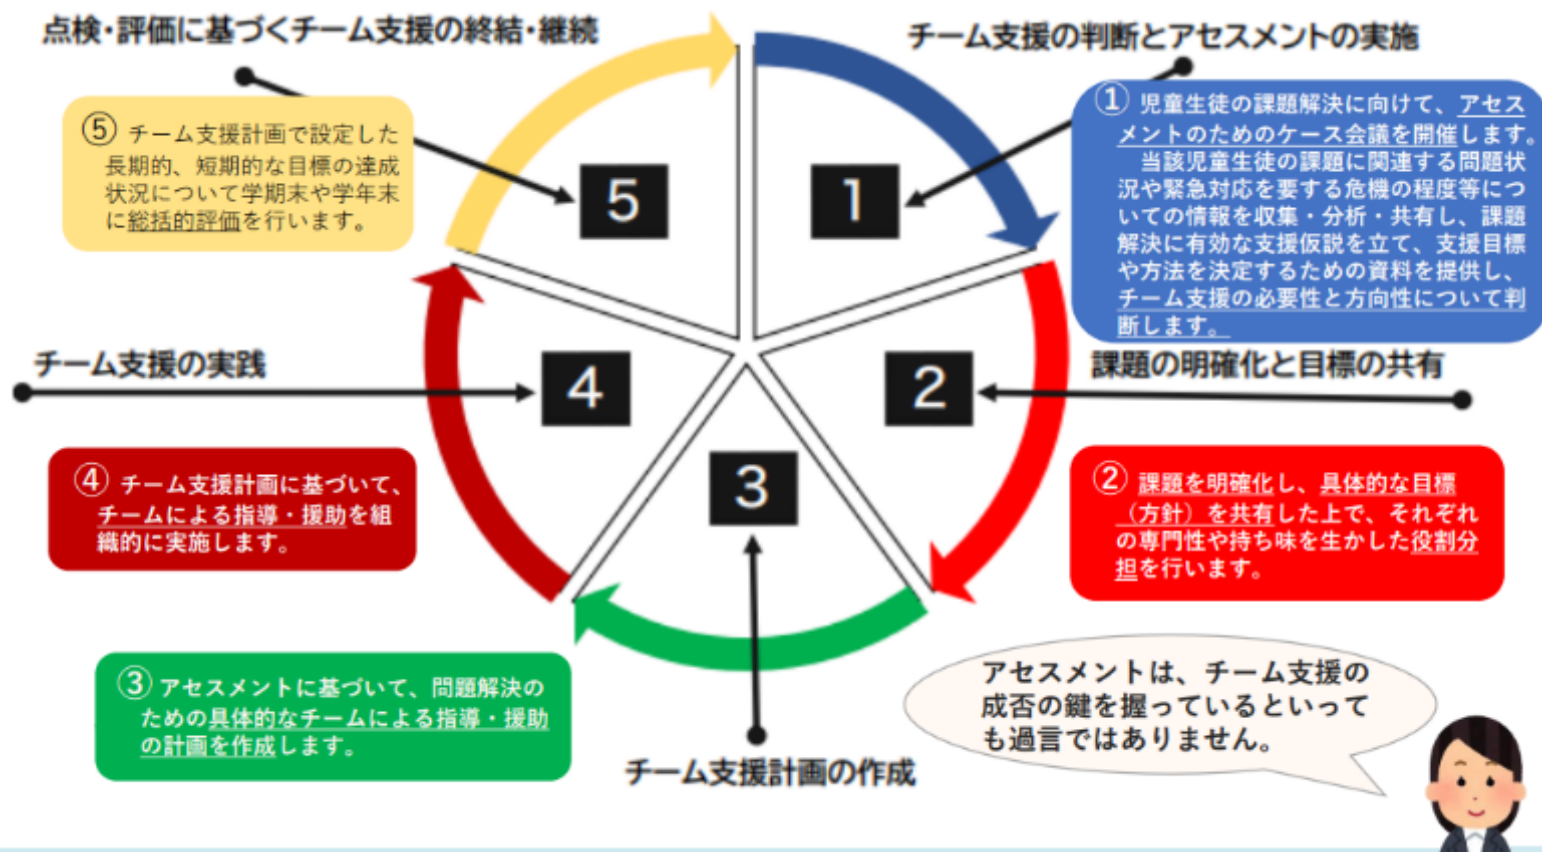 点検・評価に基づくチーム支援の終結・継続
チーム支援の判断とアセスメントの実施
⑤ チーム支援計画で設定した
長期的、短期的な目標の達成
状況について学期末や学年末
に総括的評価を行います。
① 児童生徒の課題解決に向けて、アセス
メントのためのケース会議を開催します。
当該児童生徒の課題に関連する問題状
況や緊急対応を要する危機の程度等につ
いての情報を収集・分析・共有し、課題
解決に有効な支援仮説を立て、支援目標
や方法を決定するための資料を提供し、
チーム支援の必要性と方向性について判
断します。
5
1
チーム支援の実践
課題の明確化と目標の共有
4
2
3
④ チーム支援計画に基づいて、
チームによる指導・援助を組
織的に実施します。
② 課題を明確化し、具体的な目標
（方針）を共有した上で、それぞれ
の専門性や持ち味を生かした役割分
担を行います。
③ アセスメントに基づいて、問題解決の
ための具体的なチームによる指導・援助
の計画を作成します。
チーム支援計画の作成
アセスメントは、チーム支援の
成否の鍵を握っているといって
も過言ではありません。